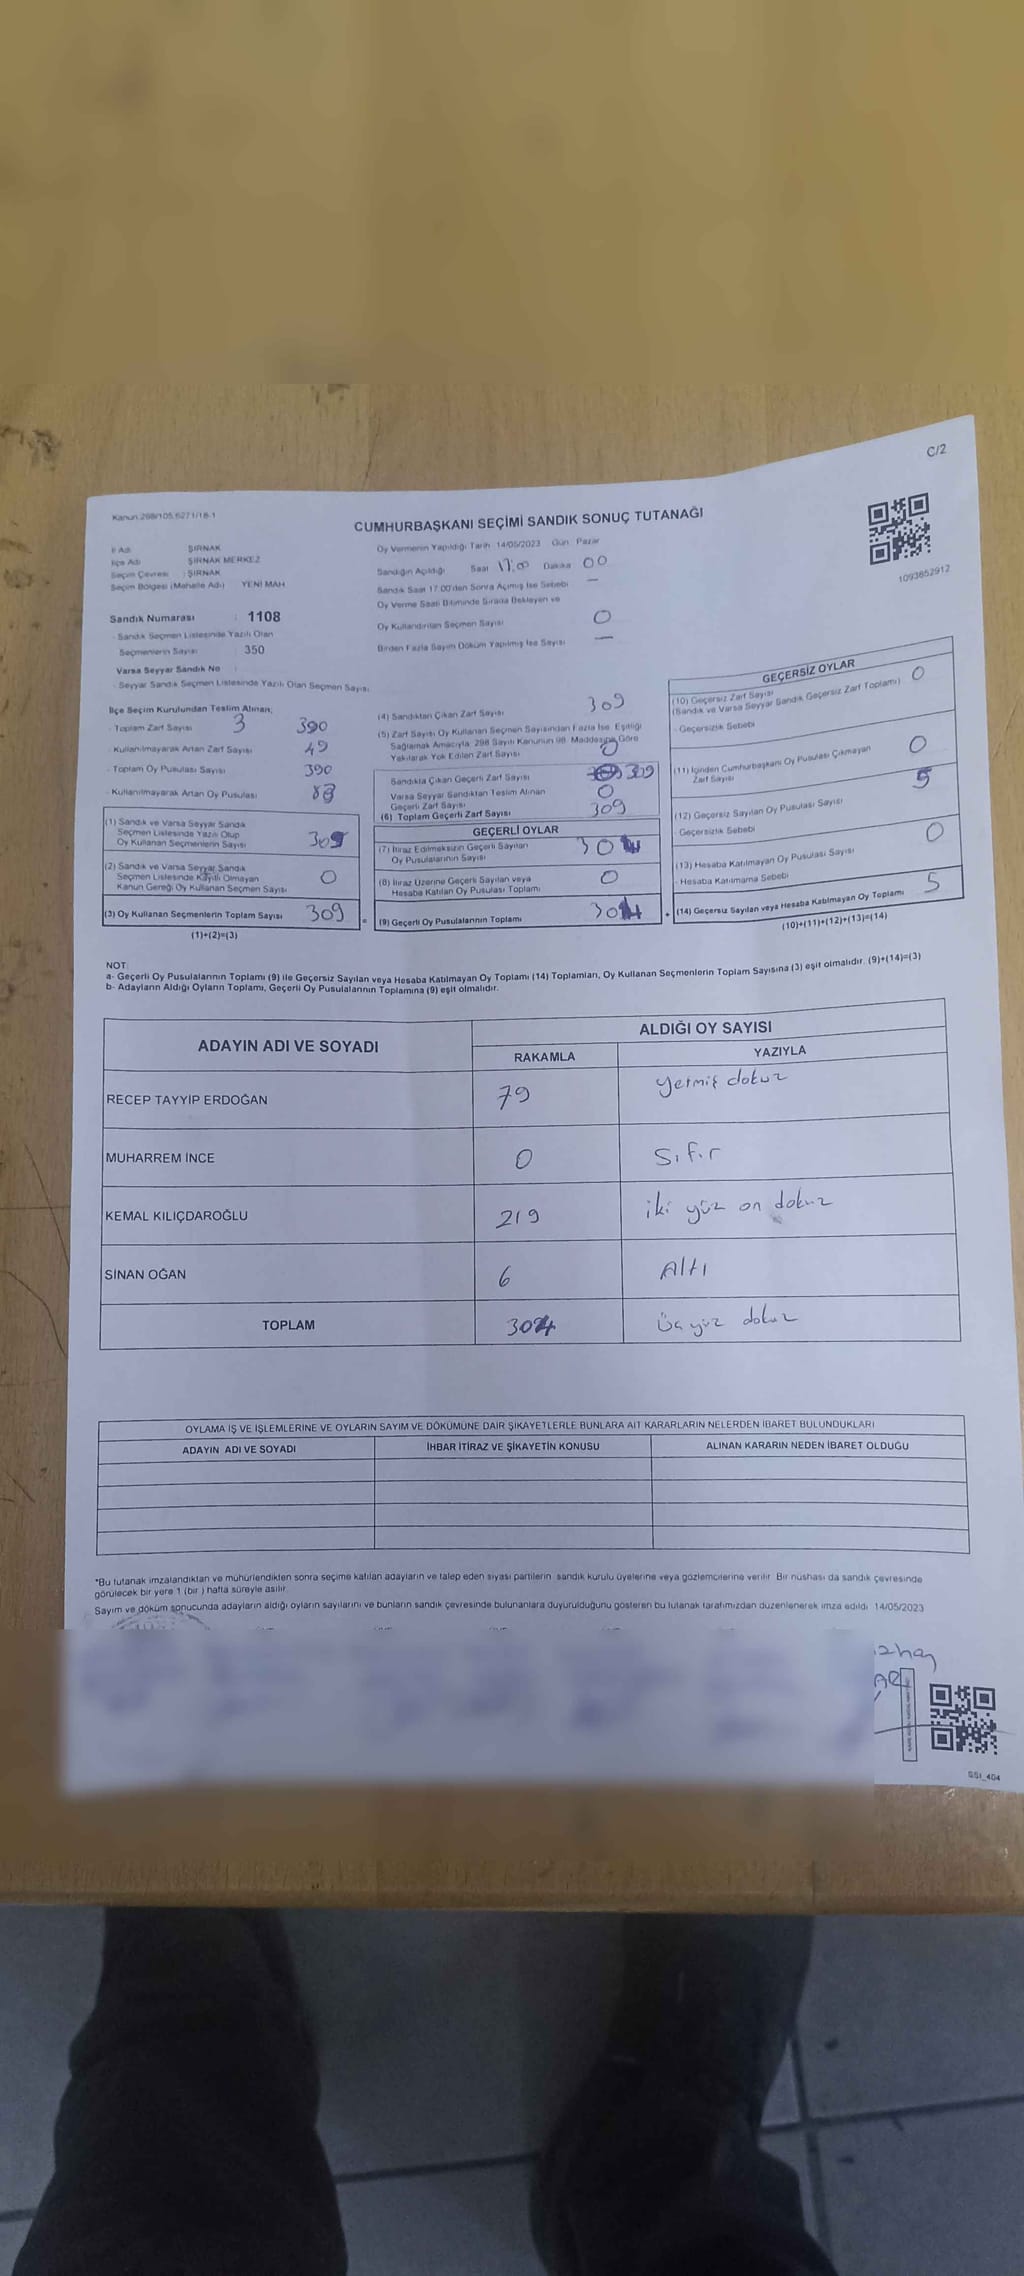 C/2
Kanun 298/105,6271/18-1
CUMHURBAŞKANI SEÇİMİ SANDIK SONUÇ TUTANAĞI
1093852912
İl Adı : ŞIRNAK
İlçe Adı : ŞIRNAK MERKEZ
Seçim Çevresi : ŞIRNAK
Seçim Bölgesi (Mahalle Adı) : YENİ MAH
Sandık Numarası : 1108
- Sandık Seçmen Listesinde Yazılı Olan
Seçmenlerin Sayısı : 350
Varsa Seyyar Sandık No :
- Seyyar Sandık Seçmen Listesinde Yazılı Olan Seçmen Sayısı
Oy Vermenin Yapıldığı Tarih 14/05/2023 Gün Pazar
Sandığın Açıldığı Saat 17:00 Dakika 00
Sandık Saat 17.00'den Sonra Açılmış İse Sebebi —
Oy Verme Saati Bitiminde Sırada Bekleyen ve
Oy Kullandırılan Seçmen Sayısı 0
Birden Fazla Sayım Döküm Yapılmış İse Sayısı —
İlçe Seçim Kurulundan Teslim Alınan;
- Toplam Zarf Sayısı 3 390
- Kullanılmayarak Artan Zarf Sayısı 49
- Toplam Oy Pusulası Sayısı 390
- Kullanılmayarak Artan Oy Pusulası
(1) Sandık ve Varsa Seyyar Sandık
Seçmen Listesinde Yazılı Olup
Oy Kullanan Seçmenlerin Sayısı 309
(2) Sandık ve Varsa Seyyar Sandık
Seçmen Listesinde Kayıtlı Olmayan
Kanun Gereği Oy Kullanan Seçmen Sayısı 0
(3) Oy Kullanan Seçmenlerin Toplam Sayısı 309
(1)+(2)=(3)
(4) Sandıktan Çıkan Zarf Sayısı 309
(5) Zarf Sayısı Oy Kullanan Seçmen Sayısından Fazla İse, Eşitliği
Sağlamak Amacıyla, 298 Sayılı Kanunun 98. Maddesine Göre
Yakılarak Yok Edilen Zarf Sayısı 0
Sandıkta Çıkan Geçerli Zarf Sayısı 309
Varsa Seyyar Sandıktan Teslim Alınan
Geçerli Zarf Sayısı 0
(6) Toplam Geçerli Zarf Sayısı 309
GEÇERLİ OYLAR
(7) İtiraz Edilmeksizin Geçerli Sayılan
Oy Pusulalarının Sayısı 304
(8) İtiraz Üzerine Geçerli Sayılan veya
Hesaba Katılan Oy Pusulası Toplamı 0
= (9) Geçerli Oy Pusulalarının Toplamı 304
GEÇERSİZ OYLAR
(10) Geçersiz Zarf Sayısı 0
(Sandık ve Varsa Seyyar Sandık Geçersiz Zarf Toplamı)
- Geçersizlik Sebebi
(11) İçinden Cumhurbaşkanı Oy Pusulası Çıkmayan
Zarf Sayısı 0
(12) Geçersiz Sayılan Oy Pusulası Sayısı 5
- Geçersizlik Sebebi
(13) Hesaba Katılmayan Oy Pusulası Sayısı 0
- Hesaba Katılmama Sebebi
+ (14) Geçersiz Sayılan veya Hesaba Katılmayan Oy Toplamı 5
(10)+(11)+(12)+(13)=(14)
NOT:
a- Geçerli Oy Pusulalarının Toplamı (9) ile Geçersiz Sayılan veya Hesaba Katılmayan Oy Toplamı (14) Toplamları, Oy Kullanan Seçmenlerin Toplam Sayısına (3) eşit olmalıdır. (9)+(14)=(3)
b- Adayların Aldığı Oyların Toplamı, Geçerli Oy Pusulalarının Toplamına (9) eşit olmalıdır.
ADAYIN ADI VE SOYADI
ALDIĞI OY SAYISI
RAKAMLA YAZIYLA
RECEP TAYYİP ERDOĞAN 79 yetmiş dokuz
MUHARREM İNCE 0 Sıfır
KEMAL KILIÇDAROĞLU 219 iki yüz on dokuz
SİNAN OĞAN 6 Altı
TOPLAM 304 üç yüz dokuz
OYLAMA İŞ VE İŞLEMLERİNE VE OYLARIN SAYIM VE DÖKÜMÜNE DAİR ŞİKAYETLERLE BUNLARA AİT KARARLARIN NELERDEN İBARET BULUNDUKLARI
ADAYIN ADI VE SOYADI İHBAR İTİRAZ VE ŞİKAYETİN KONUSU ALINAN KARARIN NEDEN İBARET OLDUĞU
*Bu tutanak imzalandıktan ve mühürlendikten sonra seçime katılan adayların ve talep eden siyasi partilerin sandık kurulu üyelerine veya gözlemcilerine verilir. Bir nüshası da sandık çevresinde
görülecek bir yere 1 (bir) hafta süreyle asılır.
Sayım ve döküm sonucunda adayların aldığı oyların sayılarını ve bunların sandık çevresinde bulunanlara duyurulduğunu gösteren bu tutanak tarafımızdan düzenlenerek imza edildi. 14/05/2023
SSI_404